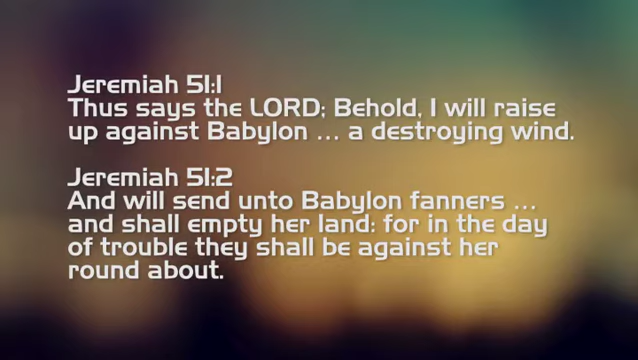 Jeremiah 51:1
Thus says the LORD; Behold, I will raise
up against Babylon ... a destroying wind.
Jeremiah 51:2
And will send unto Babylon fanners ...
and shall empty her land: for in the day
of trouble they shall be against her
round about.